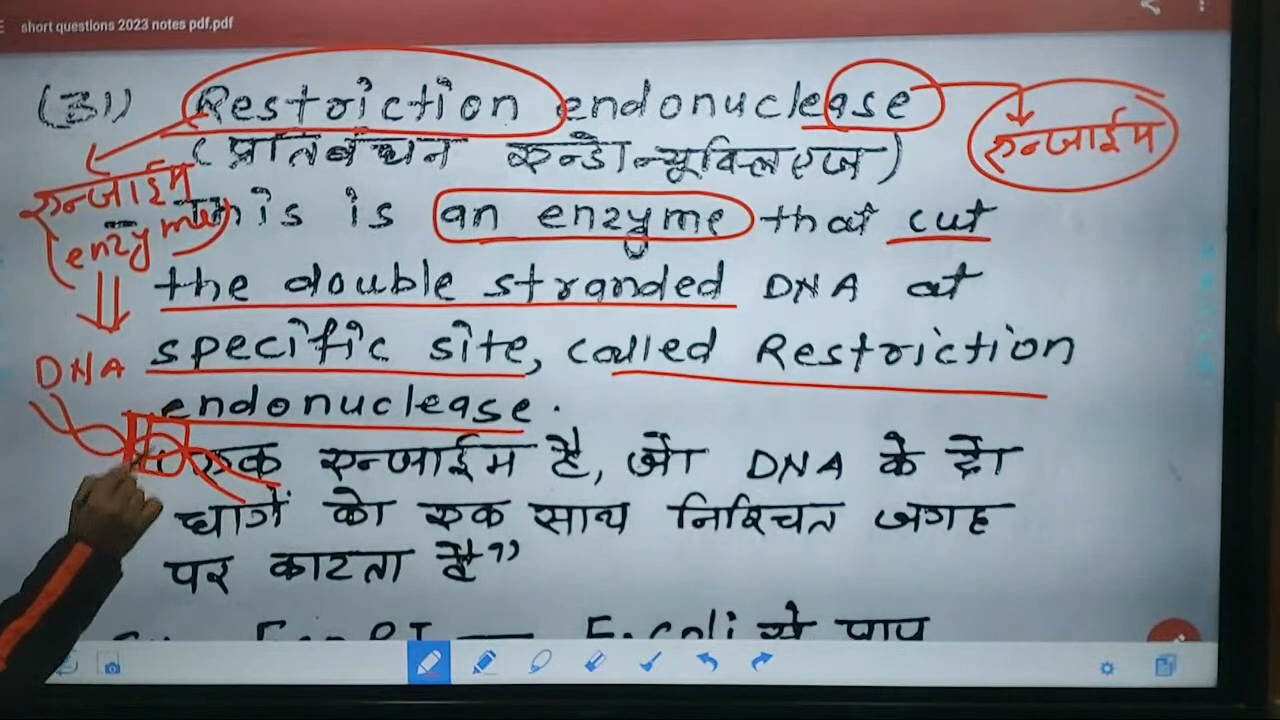 short questions 2023 notes pdf.pdf
(31) Restriction endonuclease
एन्जाईम
(प्रतिबंधन एन्डोन्यूक्लिएज)
एन्जाईम
(enzyme)
This is an enzyme that cut
the double stranded DNA at
specific site, called Restriction
DNA
endonuclease.
एक एन्जाईम है, जो DNA के दो
धागों को एक साथ निश्चित जगह
पर काटता है"
E.coli से प्राप्त